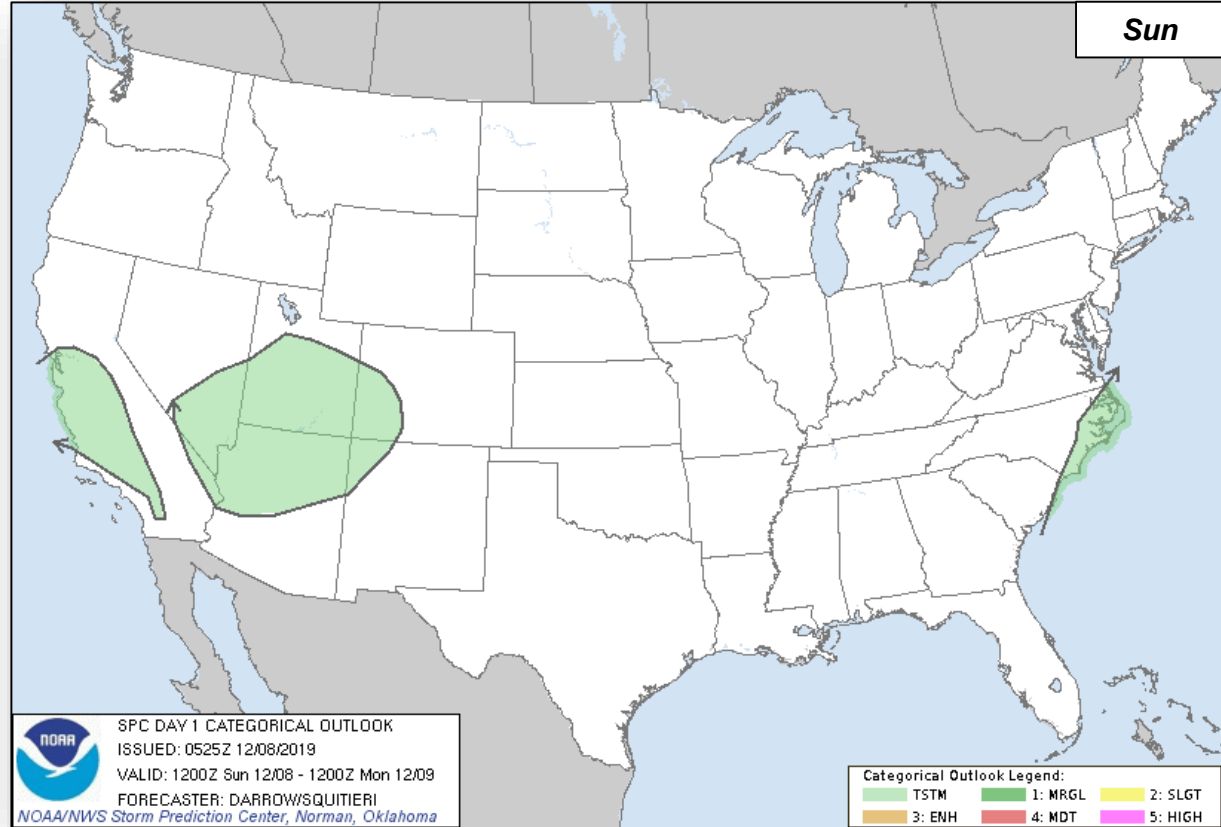 Sun
NOAA
SPC DAY 1 CATEGORICAL OUTLOOK
ISSUED: 0525Z 12/08/2019
VALID: 1200Z Sun 12/08 - 1200Z Mon 12/09
FORECASTER: DARROW/SQUITIERI
NOAA/NWS Storm Prediction Center, Norman, Oklahoma
Categorical Outlook Legend:
TSTM 1: MRGL 2: SLGT
3: ENH 4: MDT 5: HIGH